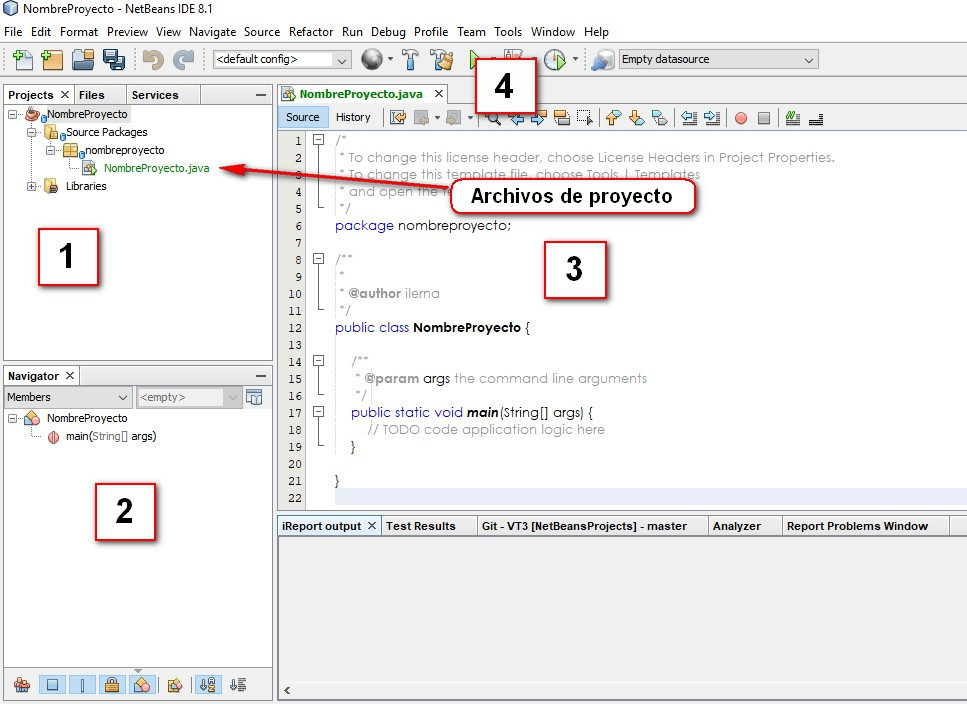 NombreProyecto - NetBeans IDE 8.1
File Edit Format Preview View Navigate Source Refactor Run Debug Profile Team Tools Window Help
<default config> Empty datasource
4
Projects Files Services
NombreProyecto
Source Packages
nombreproyecto
NombreProyecto.java
Libraries
1
NombreProyecto.java
Source History
1 /*
2 * To change this license header, choose License Headers in Project Properties.
3 * To change this template file, choose Tools | Templates
4 * and open the
Archivos de proyecto
5 */
6 package nombreproyecto;
7
3
8 /**
9 *
10 * @author ilerna
11 */
12 public class NombreProyecto {
13
14 /**
15 * @param args the command line arguments
16 */
17 public static void main(String[] args) {
18 // TODO code application logic here
19 }
20
21 }
22
Navigator
Members <empty>
NombreProyecto
main(String[] args)
2
iReport output Test Results Git - VT3 [NetBeansProjects] - master Analyzer Report Problems Window